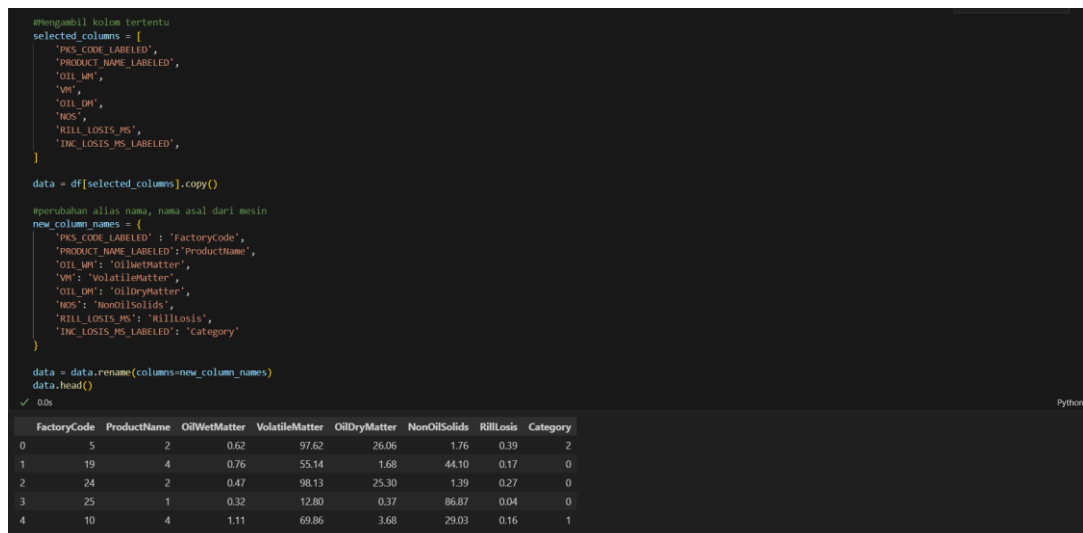 #Mengambil kolom tertentu
selected_columns = [
    'PKS_CODE_LABELED',
    'PRODUCT_NAME_LABELED',
    'OIL_WM',
    'VM',
    'OIL_DM',
    'NOS',
    'RILL_LOSIS_MS',
    'INC_LOSIS_MS_LABELED',
]
data = df[selected_columns].copy()
#perubahan alias nama, nama asal dari mesin
new_column_names = {
    'PKS_CODE_LABELED' : 'FactoryCode',
    'PRODUCT_NAME_LABELED':'ProductName',
    'OIL_WM': 'OilWetMatter',
    'VM': 'VolatileMatter',
    'OIL_DM': 'OilDryMatter',
    'NOS': 'NonOilSolids',
    'RILL_LOSIS_MS': 'RillLosis',
    'INC_LOSIS_MS_LABELED': 'Category'
}
data = data.rename(columns=new_column_names)
data.head()
✓ 0.0s Python
FactoryCode ProductName OilWetMatter VolatileMatter OilDryMatter NonOilSolids RillLosis Category
0 5 2 0.62 97.62 26.06 1.76 0.39 2
1 19 4 0.76 55.14 1.68 44.10 0.17 0
2 24 2 0.47 98.13 25.30 1.39 0.27 0
3 25 1 0.32 12.80 0.37 86.87 0.04 0
4 10 4 1.11 69.86 3.68 29.03 0.16 1